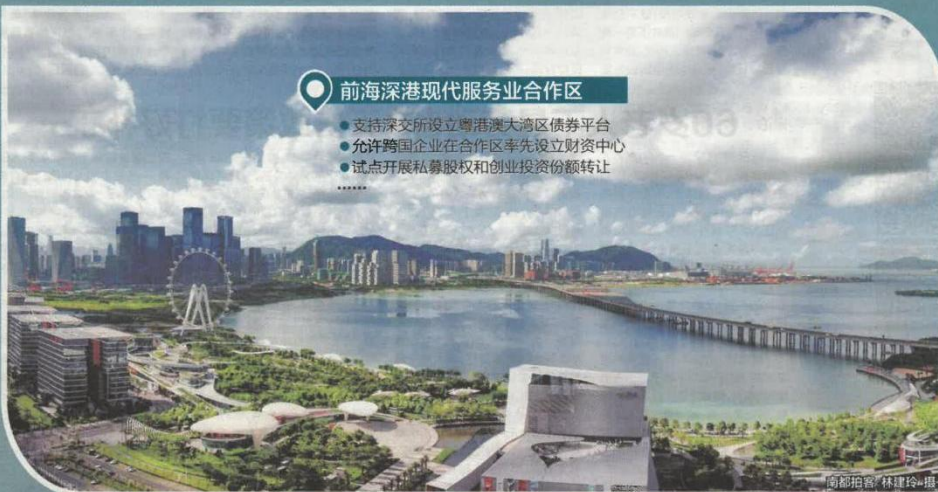 前海深港现代服务业合作区
●支持深交所设立粤港澳大湾区债券平台
●允许跨国企业在合作区率先设立财资中心
●试点开展私募股权和创业投资份额转让
……
南都拍客 林建玲 摄